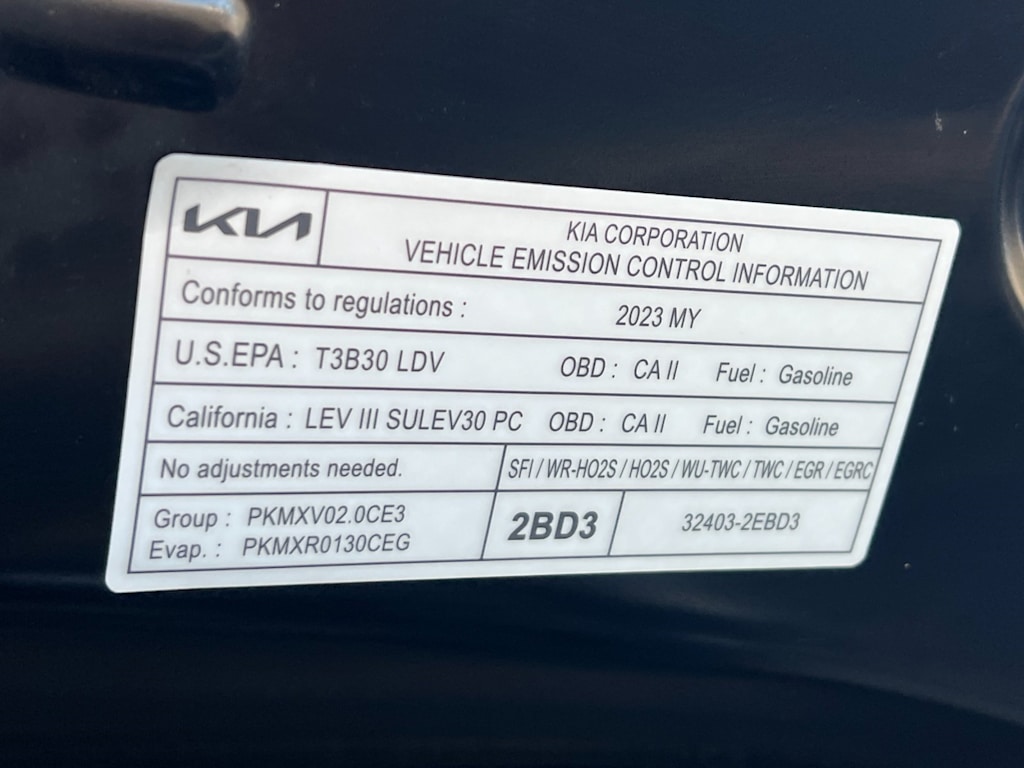 KIA
KIA CORPORATION
VEHICLE EMISSION CONTROL INFORMATION
Conforms to regulations : 2023 MY
U.S.EPA : T3B30 LDV OBD : CA II Fuel : Gasoline
California : LEV III SULEV30 PC OBD : CA II Fuel : Gasoline
No adjustments needed. SFI / WR-HO2S / HO2S / WU-TWC / TWC / EGR / EGRC
Group : PKMXV02.0CE3
Evap. : PKMXR0130CEG
2BD3
32403-2EBD3